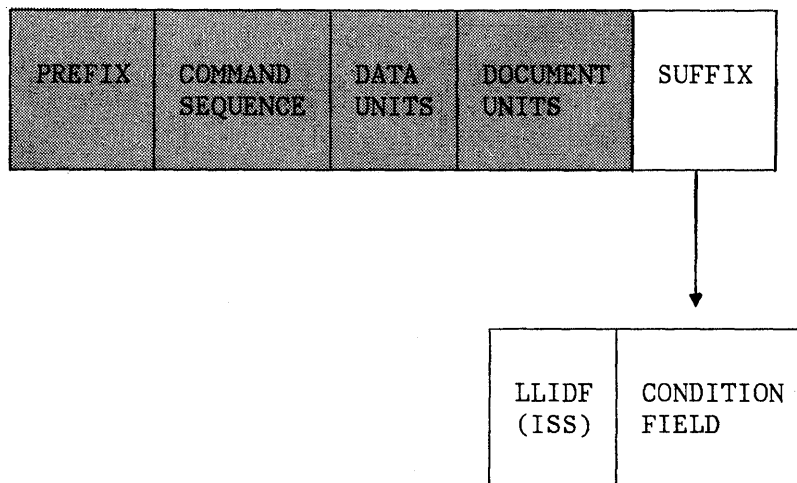 PREFIX COMMAND DATA DOCUMENT SUFFIX
SEQUENCE UNITS UNITS
LLIDF CONDITION
(ISS) FIELD